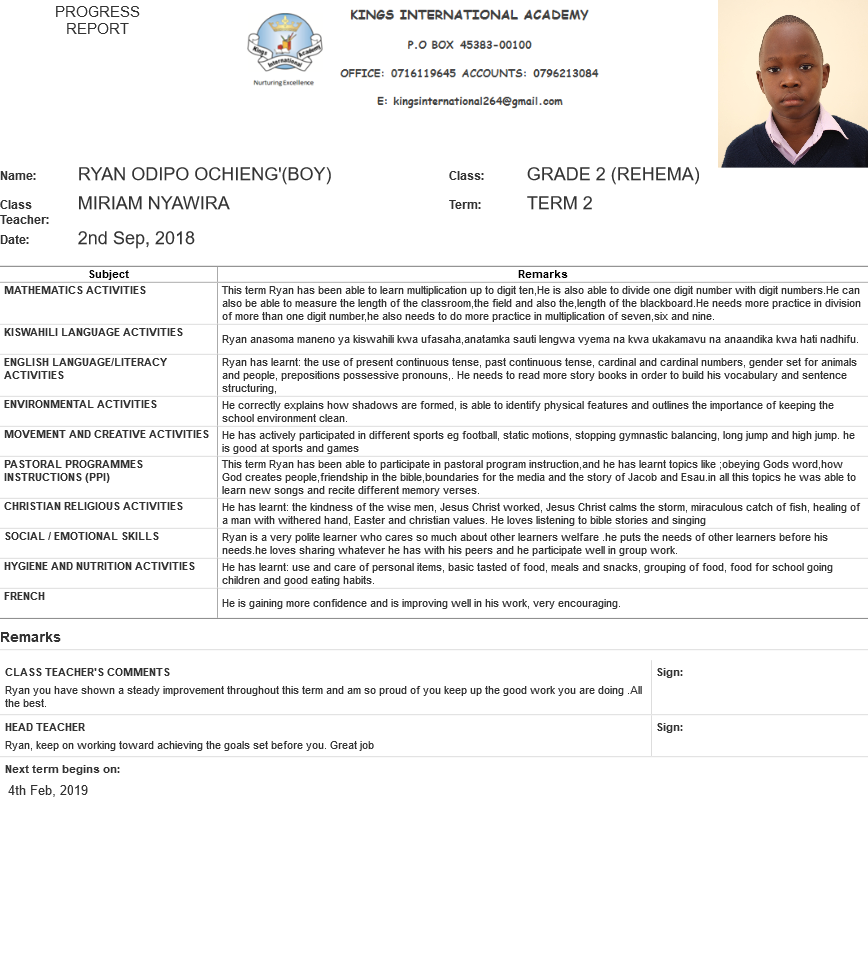 PROGRESS
REPORT
KINGS INTERNATIONAL ACADEMY
P.O BOX 45383-00100
OFFICE: 0716119645 ACCOUNTS: 0796213084
E: kingsinternational264@gmail.com
Kings Academy
International
Nurturing Excellence
Name: RYAN ODIPO OCHIENG'(BOY) Class: GRADE 2 (REHEMA)
Class Teacher: MIRIAM NYAWIRA Term: TERM 2
Date: 2nd Sep, 2018
Subject Remarks
MATHEMATICS ACTIVITIES
This term Ryan has been able to learn multiplication up to digit ten,He is also able to divide one digit number with digit numbers.He can
also be able to measure the length of the classroom,the field and also the,length of the blackboard.He needs more practice in division
of more than one digit number,he also needs to do more practice in multiplication of seven,six and nine.
KISWAHILI LANGUAGE ACTIVITIES
Ryan anasoma maneno ya kiswahili kwa ufasaha,anatamka sauti lengwa vyema na kwa ukakamavu na anaandika kwa hati nadhifu.
ENGLISH LANGUAGE/LITERACY
ACTIVITIES
Ryan has learnt: the use of present continuous tense, past continuous tense, cardinal and cardinal numbers, gender set for animals
and people, prepositions possessive pronouns,. He needs to read more story books in order to build his vocabulary and sentence
structuring,
ENVIRONMENTAL ACTIVITIES
He correctly explains how shadows are formed, is able to identify physical features and outlines the importance of keeping the
school environment clean.
MOVEMENT AND CREATIVE ACTIVITIES
He has actively participated in different sports eg football, static motions, stopping gymnastic balancing, long jump and high jump. he
is good at sports and games
PASTORAL PROGRAMMES
INSTRUCTIONS (PPI)
This term Ryan has been able to participate in pastoral program instruction,and he has learnt topics like ;obeying Gods word,how
God creates people,friendship in the bible,boundaries for the media and the story of Jacob and Esau.in all this topics he was able to
learn new songs and recite different memory verses.
CHRISTIAN RELIGIOUS ACTIVITIES
He has learnt: the kindness of the wise men, Jesus Christ worked, Jesus Christ calms the storm, miraculous catch of fish, healing of
a man with withered hand, Easter and christian values. He loves listening to bible stories and singing
SOCIAL / EMOTIONAL SKILLS
Ryan is a very polite learner who cares so much about other learners welfare .he puts the needs of other learners before his
needs.he loves sharing whatever he has with his peers and he participate well in group work.
HYGIENE AND NUTRITION ACTIVITIES
He has learnt: use and care of personal items, basic tasted of food, meals and snacks, grouping of food, food for school going
children and good eating habits.
FRENCH
He is gaining more confidence and is improving well in his work, very encouraging.
Remarks
CLASS TEACHER'S COMMENTS Sign:
Ryan you have shown a steady improvement throughout this term and am so proud of you keep up the good work you are doing .All
the best.
HEAD TEACHER Sign:
Ryan, keep on working toward achieving the goals set before you. Great job
Next term begins on:
4th Feb, 2019